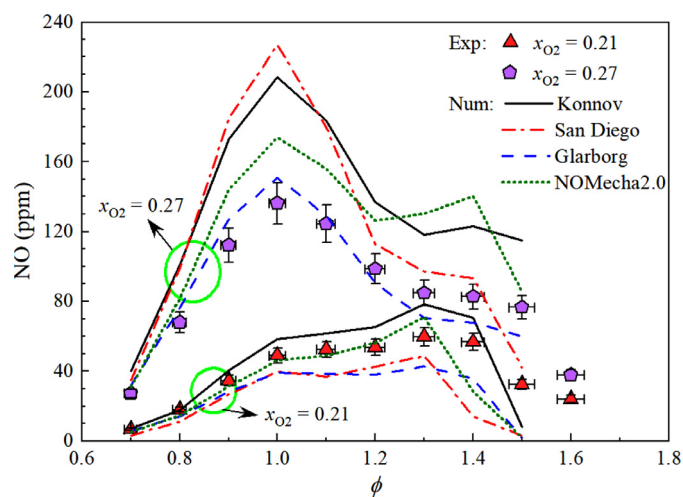 240
200
160
120
80
40
0
NO (ppm)
Exp: x_O2 = 0.21
x_O2 = 0.27
Num: Konnov
San Diego
Glarborg
NOMecha2.0
x_O2 = 0.27
x_O2 = 0.21
0.6 0.8 1.0 1.2 1.4 1.6 1.8
ϕ